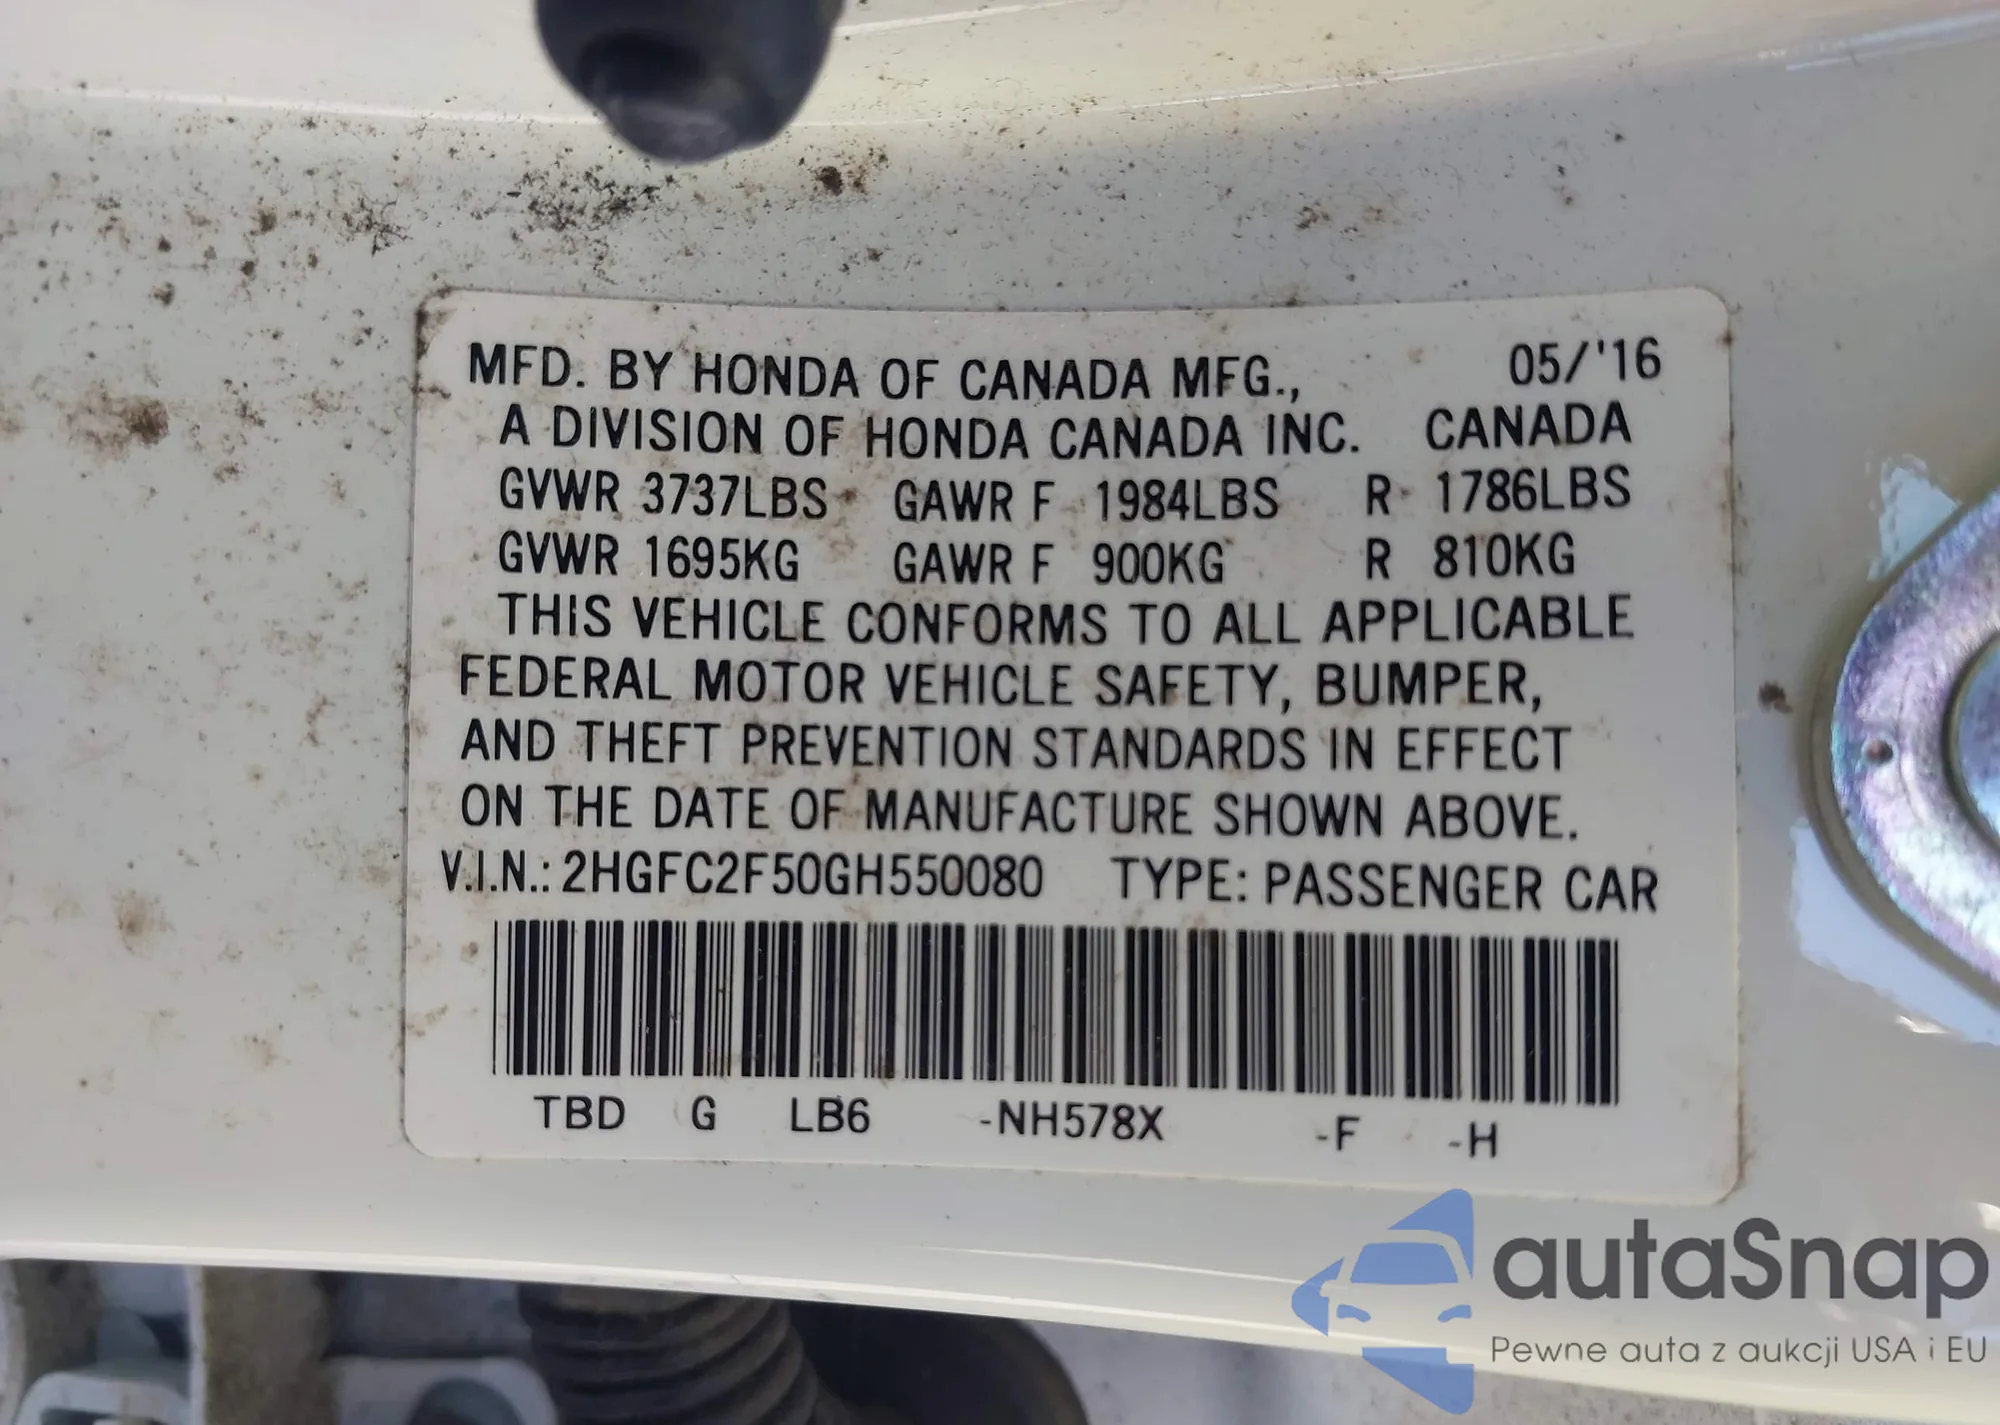 MFD. BY HONDA OF CANADA MFG., 05/'16
A DIVISION OF HONDA CANADA INC. CANADA
GVWR 3737LBS GAWR F 1984LBS R 1786LBS
GVWR 1695KG GAWR F 900KG R 810KG
THIS VEHICLE CONFORMS TO ALL APPLICABLE
FEDERAL MOTOR VEHICLE SAFETY, BUMPER,
AND THEFT PREVENTION STANDARDS IN EFFECT
ON THE DATE OF MANUFACTURE SHOWN ABOVE.
V.I.N.: 2HGFC2F50GH550080 TYPE: PASSENGER CAR
TBD G LB6 -NH578X -F -H
autaSnap
Pewne auta z aukcji USA i EU